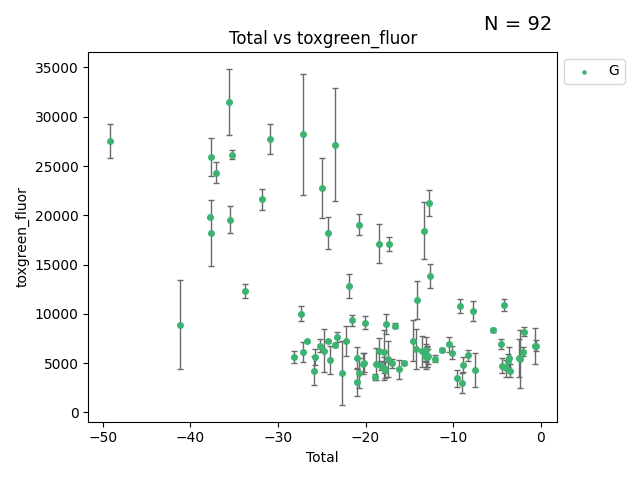 N = 92
Total vs toxgreen_fluor
G
35000
30000
25000
20000
15000
10000
5000
0
toxgreen_fluor
−50 −40 −30 −20 −10 0
Total